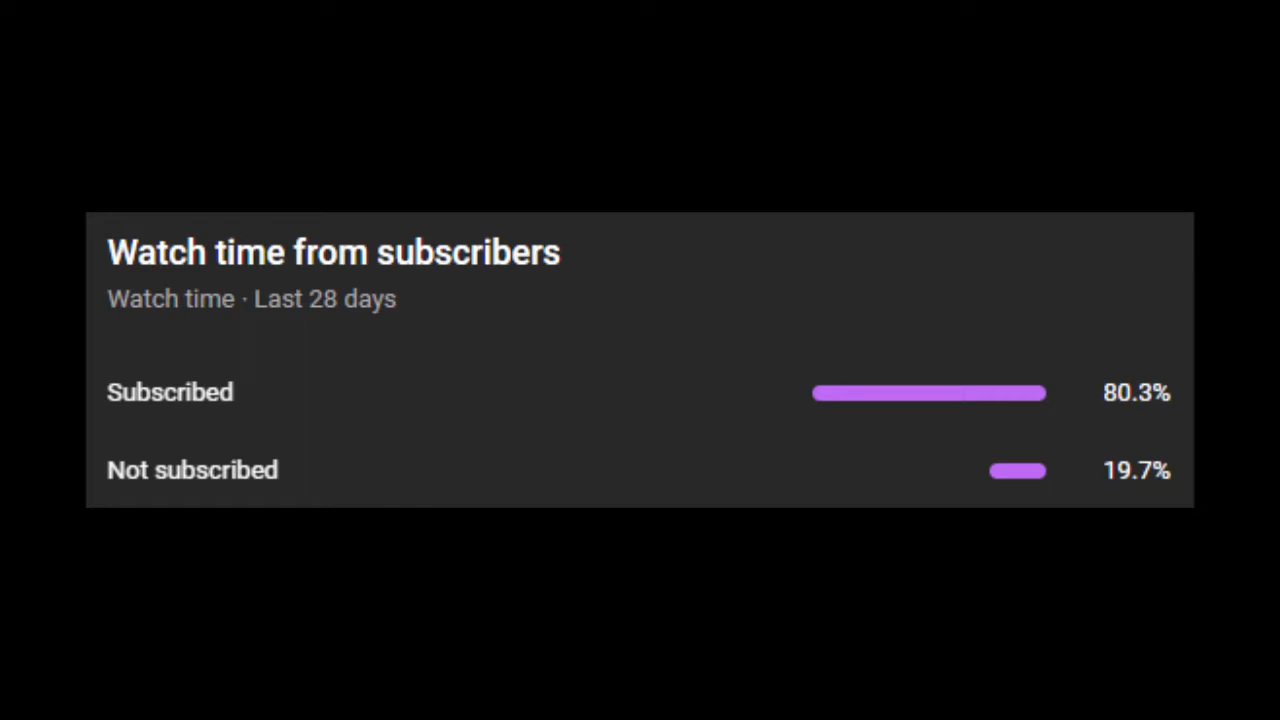 Watch time from subscribers
Watch time · Last 28 days
Subscribed 80.3%
Not subscribed 19.7%